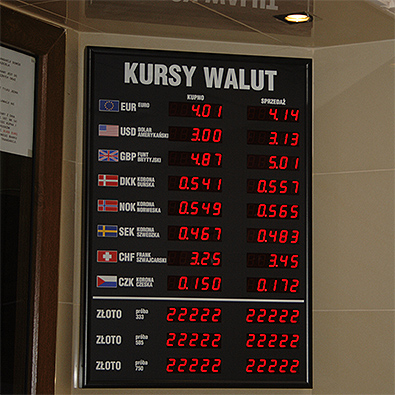 KURSY WALUT
KUPNO SPRZEDAŻ
EUR EURO 4.01 4.14
USD DOLAR AMERYKAŃSKI 3.00 3.13
GBP FUNT BRYTYJSKI 4.87 5.01
DKK KORONA DUŃSKA 0.541 0.557
NOK KORONA NORWESKA 0.549 0.565
SEK KORONA SZWEDZKA 0.467 0.483
CHF FRANK SZWAJCARSKI 3.25 3.45
CZK KORONA CZESKA 0.150 0.172
ZŁOTO próba 333 22222 22222
ZŁOTO próba 585 22222 22222
ZŁOTO próba 750 22222 22222